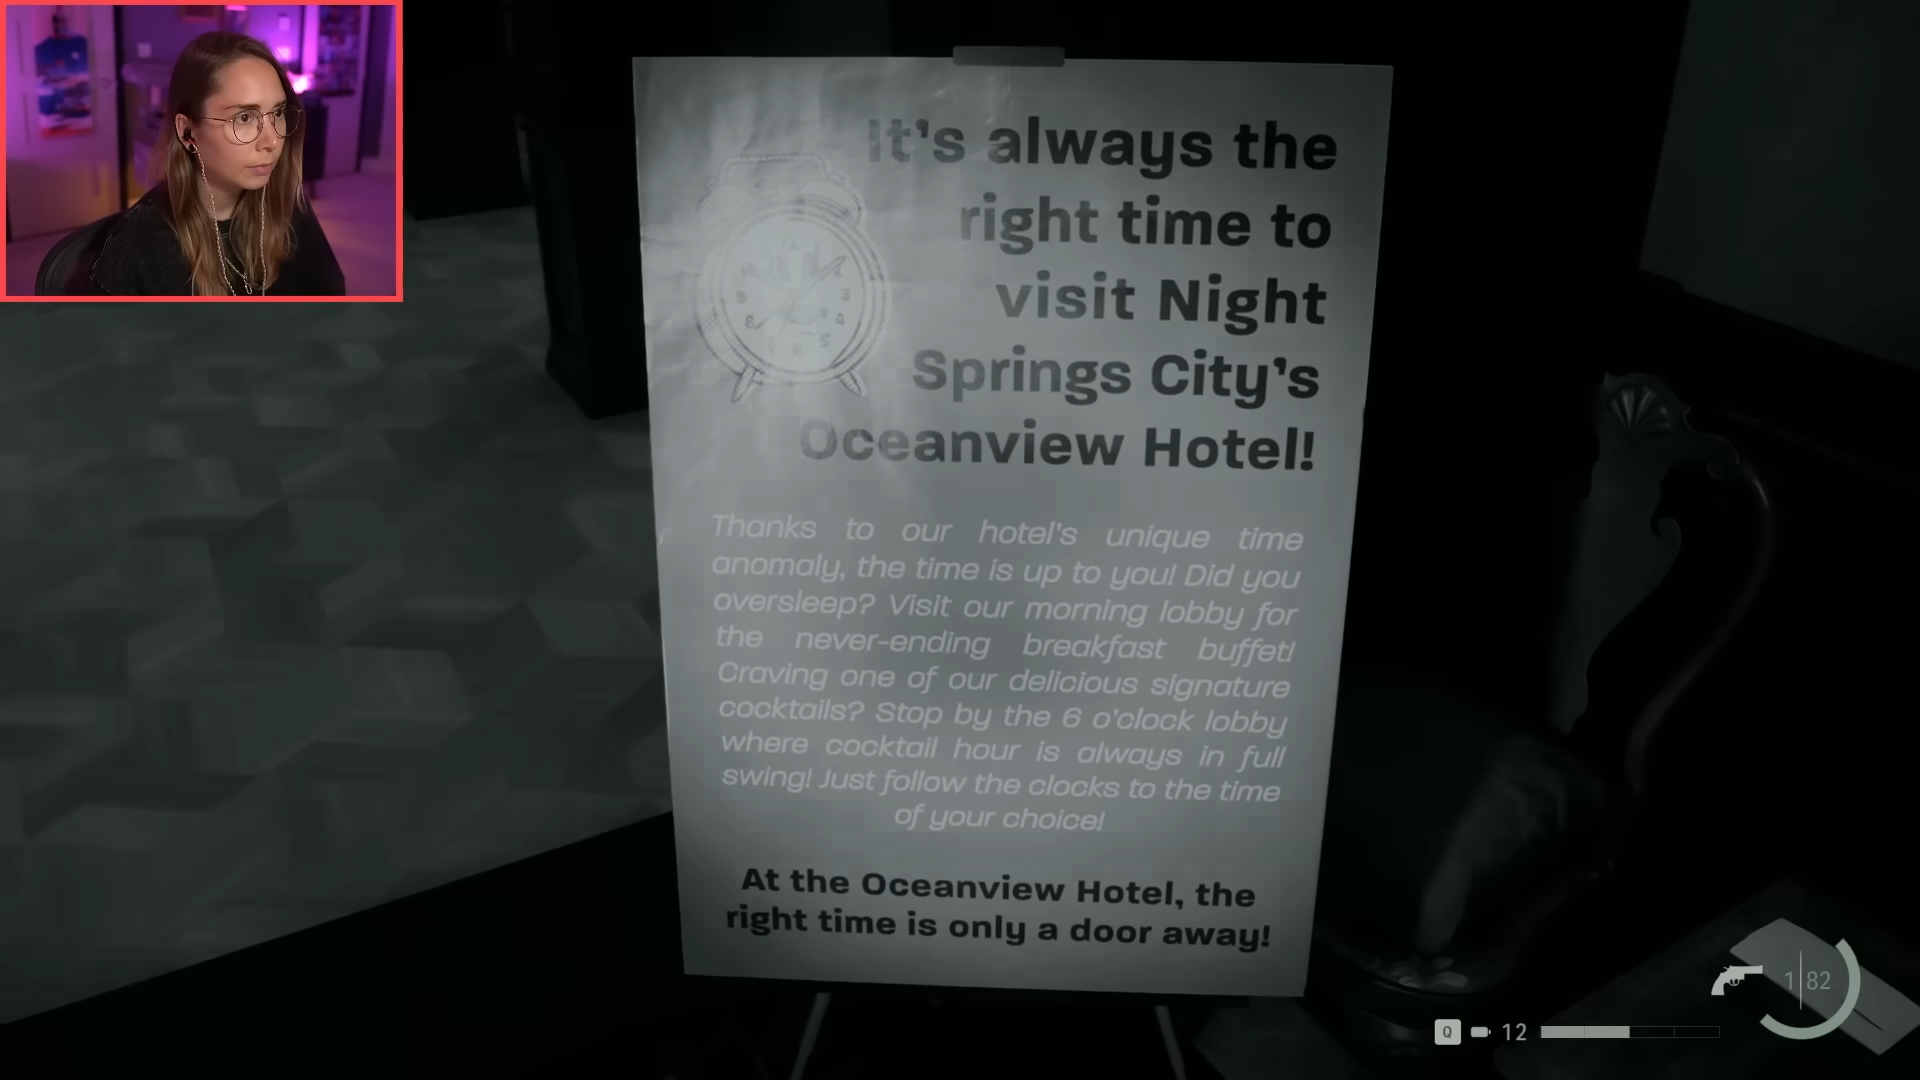 It's always the
right time to
visit Night
Springs City's
Oceanview Hotel!
Thanks to our hotel's unique time
anomaly, the time is up to you! Did you
oversleep? Visit our morning lobby for
the never-ending breakfast buffet!
Craving one of our delicious signature
cocktails? Stop by the 6 o'clock lobby
where cocktail hour is always in full
swing! Just follow the clocks to the time
of your choice!
At the Oceanview Hotel, the
right time is only a door away!
1 82
Q 12